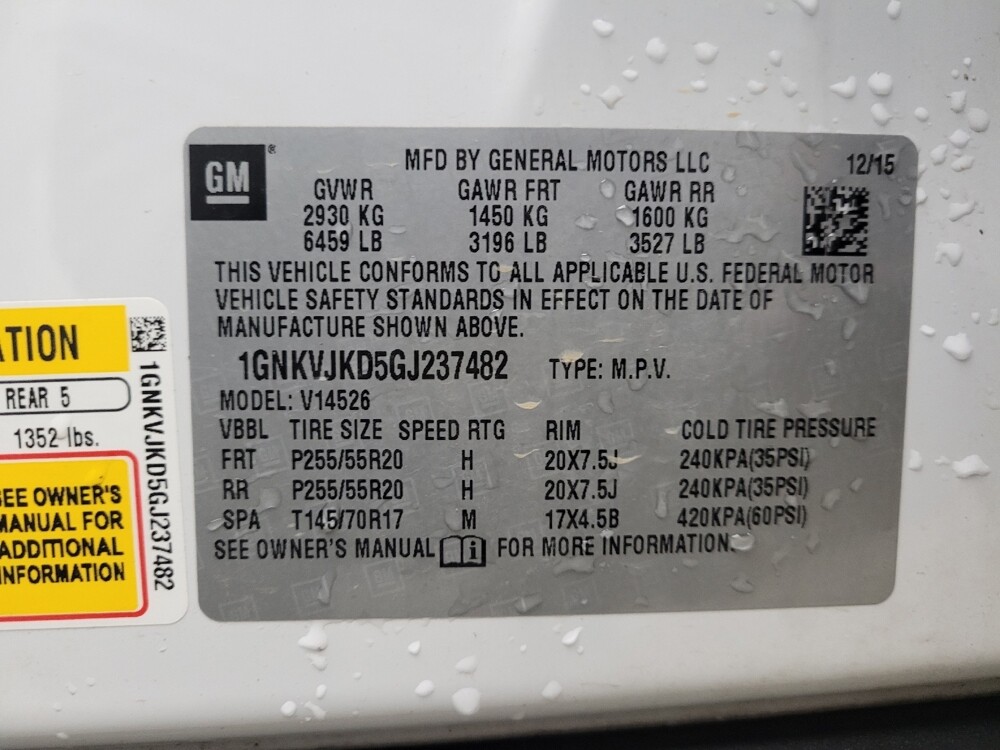 GM®
MFD BY GENERAL MOTORS LLC 12/15
GVWR GAWR FRT GAWR RR
2930 KG 1450 KG 1600 KG
6459 LB 3196 LB 3527 LB
THIS VEHICLE CONFORMS TO ALL APPLICABLE U.S. FEDERAL MOTOR
VEHICLE SAFETY STANDARDS IN EFFECT ON THE DATE OF
MANUFACTURE SHOWN ABOVE.
1GNKVJKD5GJ237482 TYPE: M.P.V.
MODEL: V14526
VBBL TIRE SIZE SPEED RTG RIM COLD TIRE PRESSURE
FRT P255/55R20 H 20X7.5J 240KPA(35PSI)
RR P255/55R20 H 20X7.5J 240KPA(35PSI)
SPA T145/70R17 M 17X4.5B 420KPA(60PSI)
SEE OWNER'S MANUAL i FOR MORE INFORMATION.
ATION
REAR 5
1352 lbs.
SEE OWNER'S
MANUAL FOR
ADDITIONAL
INFORMATION
1GNKVJKD5GJ237482